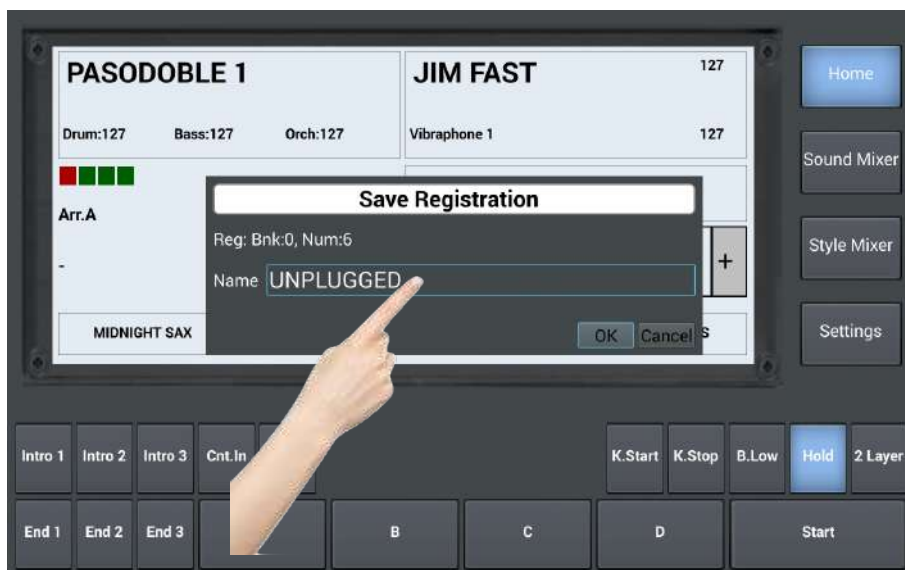 PASODOBLE 1
Drum:127 Bass:127 Orch:127
JIM FAST 127
Vibraphone 1 127
Arr.A
-
MIDNIGHT SAX
Save Registration
Reg: Bnk:0, Num:6
Name UNPLUGGED
OK Cancel
+
Home
Sound Mixer
Style Mixer
Settings
Intro 1 Intro 2 Intro 3 Cnt.In K.Start K.Stop B.Low Hold 2 Layer
End 1 End 2 End 3 B C D Start